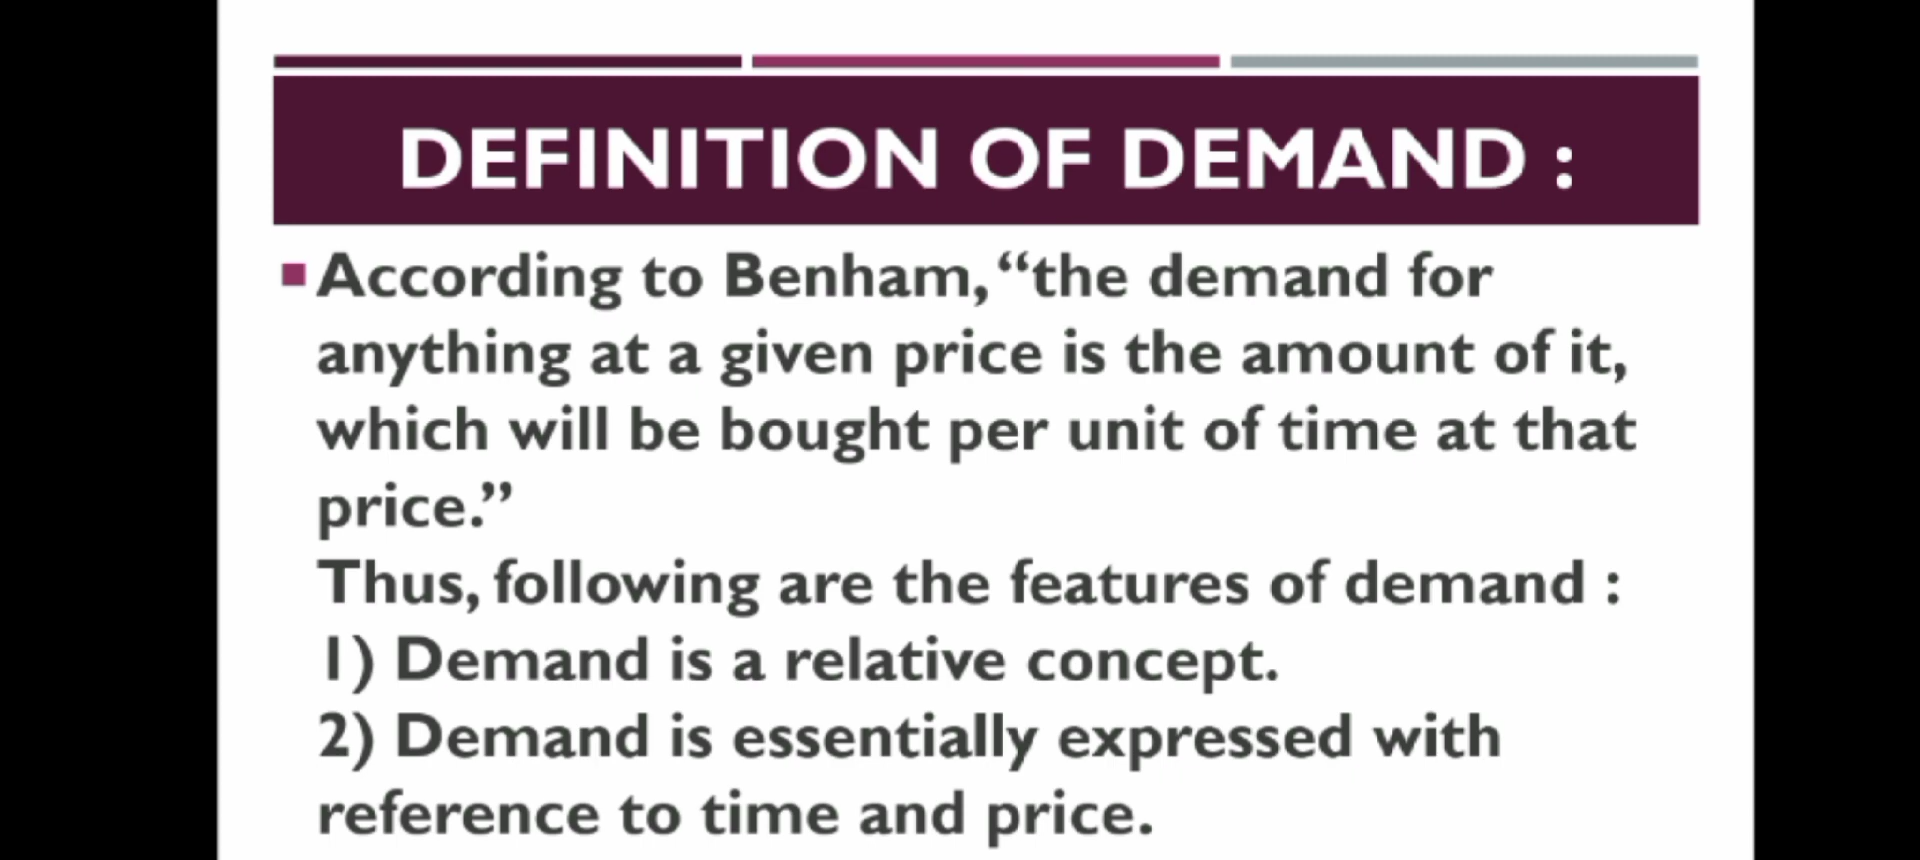 DEFINITION OF DEMAND :
According to Benham, “the demand for
anything at a given price is the amount of it,
which will be bought per unit of time at that
price.”
Thus, following are the features of demand :
1) Demand is a relative concept.
2) Demand is essentially expressed with
reference to time and price.